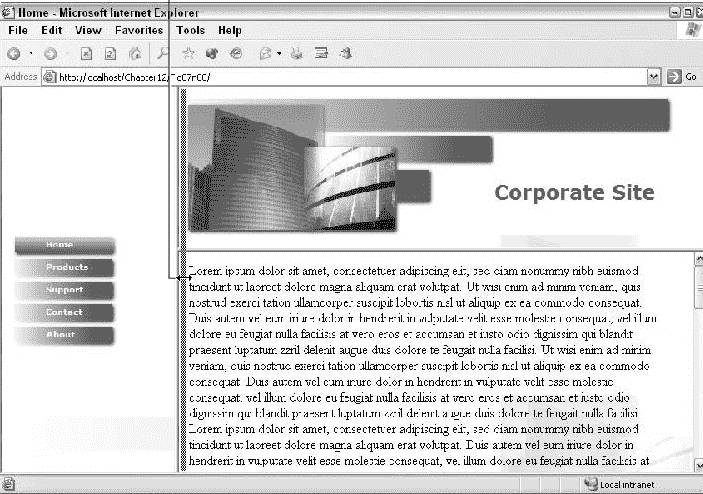 Home - Microsoft Internet Explorer
File Edit View Favorites Tools Help
Address http://localhost/Chapter12/ Go
Corporate Site
Home
Products
Support
Contact
About
Lorem ipsum dolor sit amet, consectetuer adipiscing elit, sed diam nonummy nibh euismod
tincidunt ut laoreet dolore magna aliquam erat volutpat. Ut wisi enim ad minim veniam, quis
nostrud exerci tation ullamcorper suscipit lobortis nisl ut aliquip ex ea commodo consequat.
Duis autem vel eum iriure dolor in hendrerit in vulputate velit esse molestie consequat, vel illum
dolore eu feugiat nulla facilisis at vero eros et accumsan et iusto odio dignissim qui blandit
praesent luptatum zzril delenit augue duis dolore te feugait nulla facilisi. Ut wisi enim ad minim
veniam, quis nostrud exerci tation ullamcorper suscipit lobortis nisl ut aliquip ex ea commodo
consequat. Duis autem vel eum iriure dolor in hendrerit in vulputate velit esse molestie
consequat, vel illum dolore eu feugiat nulla facilisis at vero eros et accumsan et iusto odio
dignissim qui blandit praesent luptatum zzril delenit augue duis dolore te feugait nulla facilisi.
Lorem ipsum dolor sit amet, consectetuer adipiscing elit, sed diam nonummy nibh euismod
tincidunt ut laoreet dolore magna aliquam erat volutpat. Duis autem vel eum iriure dolor in
hendrerit in vulputate velit esse molestie consequat, vel illum dolore eu feugiat nulla facilisis at
Local intranet